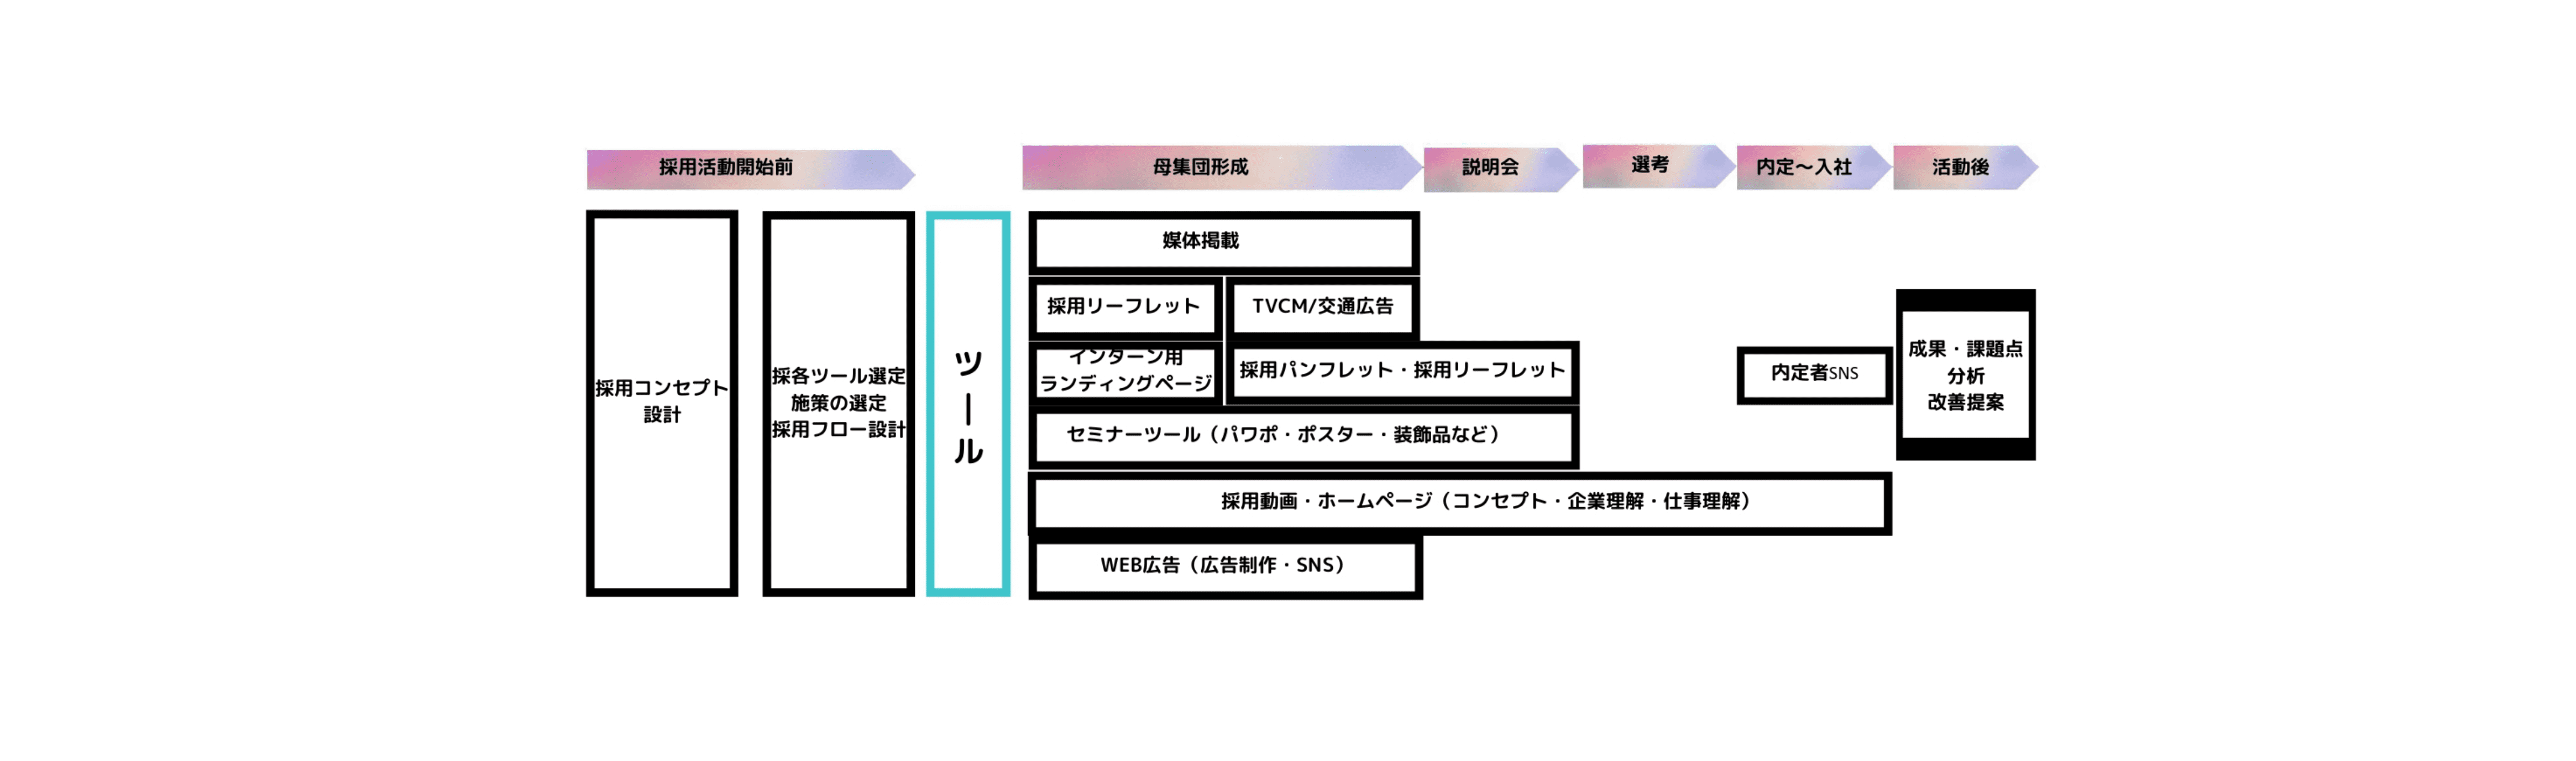 採用活動開始前
母集団形成
説明会
選考
内定～入社
活動後
採用コンセプト
設計
採各ツール選定
施策の選定
採用フロー設計
ツール
媒体掲載
採用リーフレット
TVCM/交通広告
インターン用
ランディングページ
採用パンフレット・採用リーフレット
セミナーツール（パワポ・ポスター・装飾品など）
採用動画・ホームページ（コンセプト・企業理解・仕事理解）
WEB広告（広告制作・SNS）
内定者SNS
成果・課題点
分析
改善提案